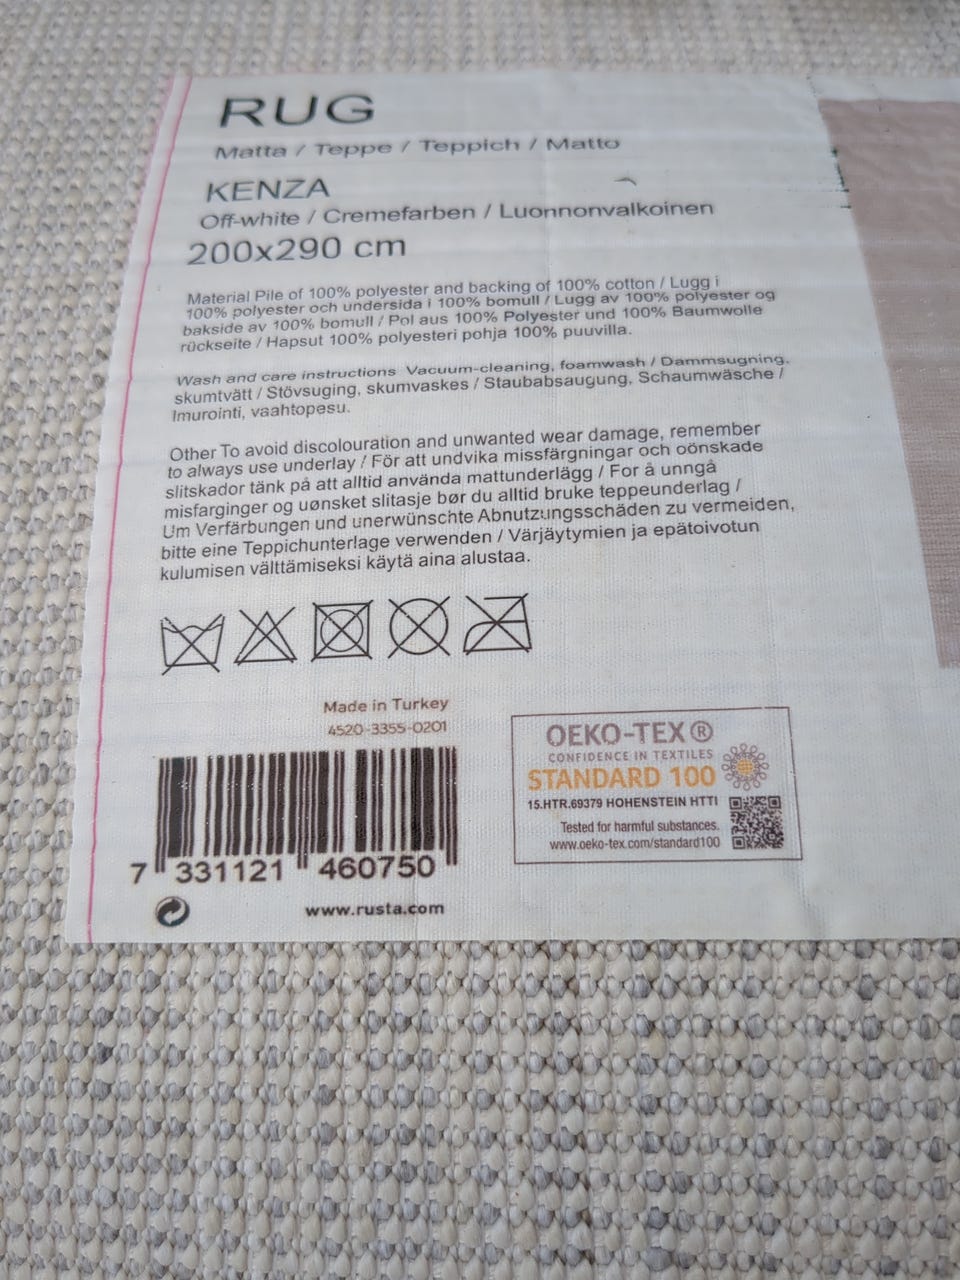 RUG
Matta / Teppe / Teppich / Matto
KENZA
Off-white / Cremefarben / Luonnonvalkoinen
200x290 cm
Material Pile of 100% polyester and backing of 100% cotton / Lugg i
100% polyester och undersida i 100% bomull / Lugg av 100% polyester og
bakside av 100% bomull / Pol aus 100% Polyester und 100% Baumwolle
rückseite / Hapsut 100% polyesteri pohja 100% puuvilla.
Wash and care instructions Vacuum-cleaning, foamwash / Dammsugning,
skumtvätt / Stövsuging, skumvaskes / Staubabsaugung, Schaumwäsche /
Imurointi, vaahtopesu.
Other To avoid discolouration and unwanted wear damage, remember
to always use underlay / För att undvika missfärgningar och oönskade
slitskador tänk på att alltid använda mattunderlägg / For å unngå
misfarginger og uønsket slitasje bør du alltid bruke teppeunderlag /
Um Verfärbungen und unerwünschte Abnutzungsschäden zu vermeiden,
bitte eine Teppichunterlage verwenden / Värjäytymien ja epätoivotun
kulumisen välttämiseksi käytä aina alustaa.
Made in Turkey
4520-3355-0201
7 331121 460750
www.rusta.com
OEKO-TEX®
CONFIDENCE IN TEXTILES
STANDARD 100
15.HTR.69379 HOHENSTEIN HTTI
Tested for harmful substances.
www.oeko-tex.com/standard100